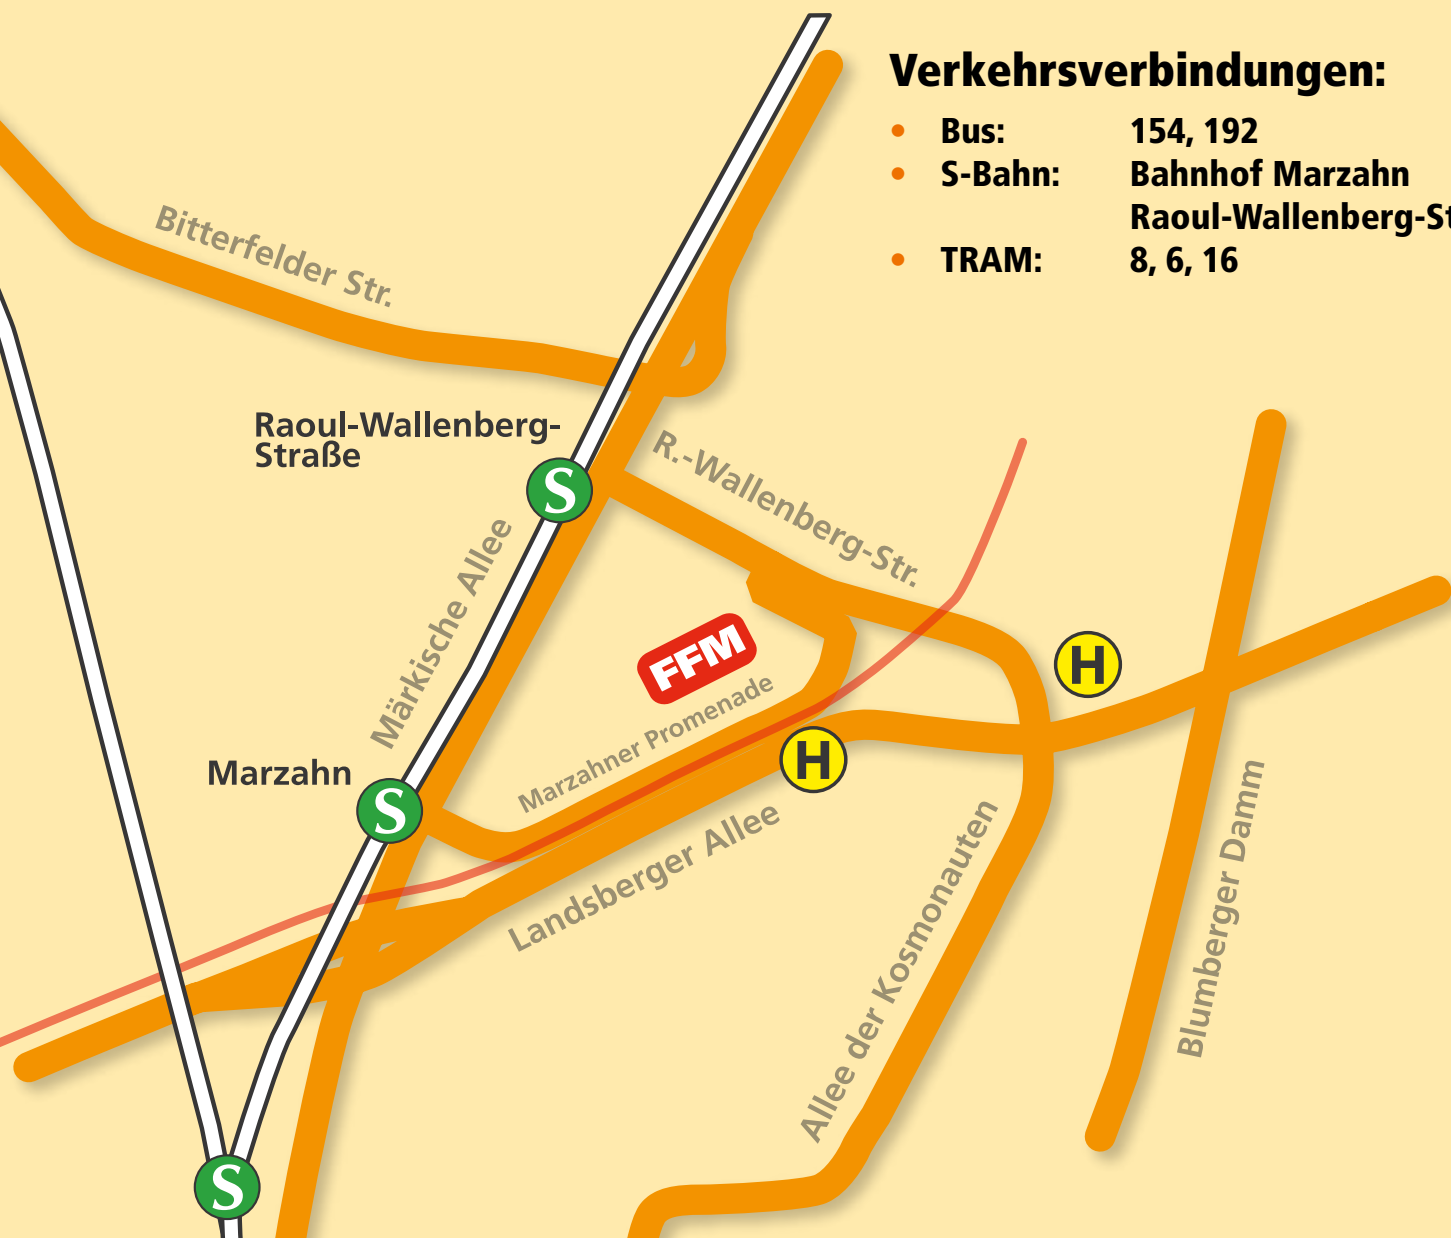 Verkehrsverbindungen:
• Bus: 154, 192
• S-Bahn: Bahnhof Marzahn
Raoul-Wallenberg-St
• TRAM: 8, 6, 16
Bitterfelder Str.
Raoul-Wallenberg-
Straße
S
R.-Wallenberg-Str.
Märkische Allee
FFM
H
Marzahner Promenade
H
Marzahn
S
Landsberger Allee
Allee der Kosmonauten
Blumberger Damm
S